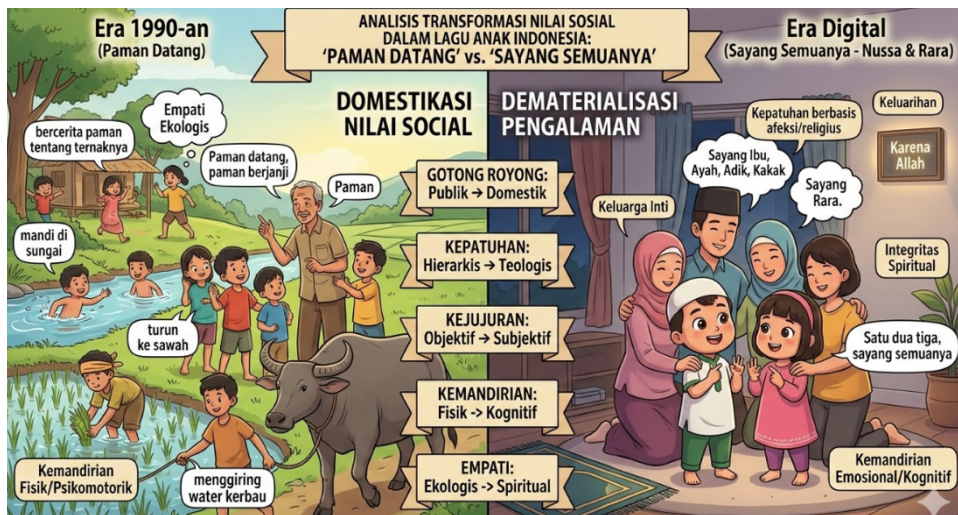 Era 1990-an
(Paman Datang)
ANALISIS TRANSFORMASI NILAI SOSIAL
DALAM LAGU ANAK INDONESIA:
'PAMAN DATANG' vs. 'SAYANG SEMUANYA'
Era Digital
(Sayang Semuanya - Nussa & Rara)
DOMESTIKASI
NILAI SOCIAL
DEMATERIALISASI
PENGALAMAN
Empati
Ekologis
bercerita paman
tentang ternaknya
Paman datang,
paman berjanji
Paman
mandi di
sungai
turun
ke sawah
Kemandirian
Fisik/Psikomotorik
menggiring
water kerbau
GOTONG ROYONG:
Publik → Domestik
KEPATUHAN:
Hierarkis → Teologis
KEJUJURAN:
Objektif → Subjektif
KEMANDIRIAN:
Fisik -> Kognitif
EMPATI:
Ekologis -> Spiritual
Kepatuhan berbasis
afeksi/religius
Keluarihan
Karena
Allah
Sayang Ibu,
Ayah, Adik, Kakak
Sayang
Rara.
Keluarga Inti
Integritas
Spiritual
Satu dua tiga,
sayang semuanya
Kemandirian
Emosional/Kognitif